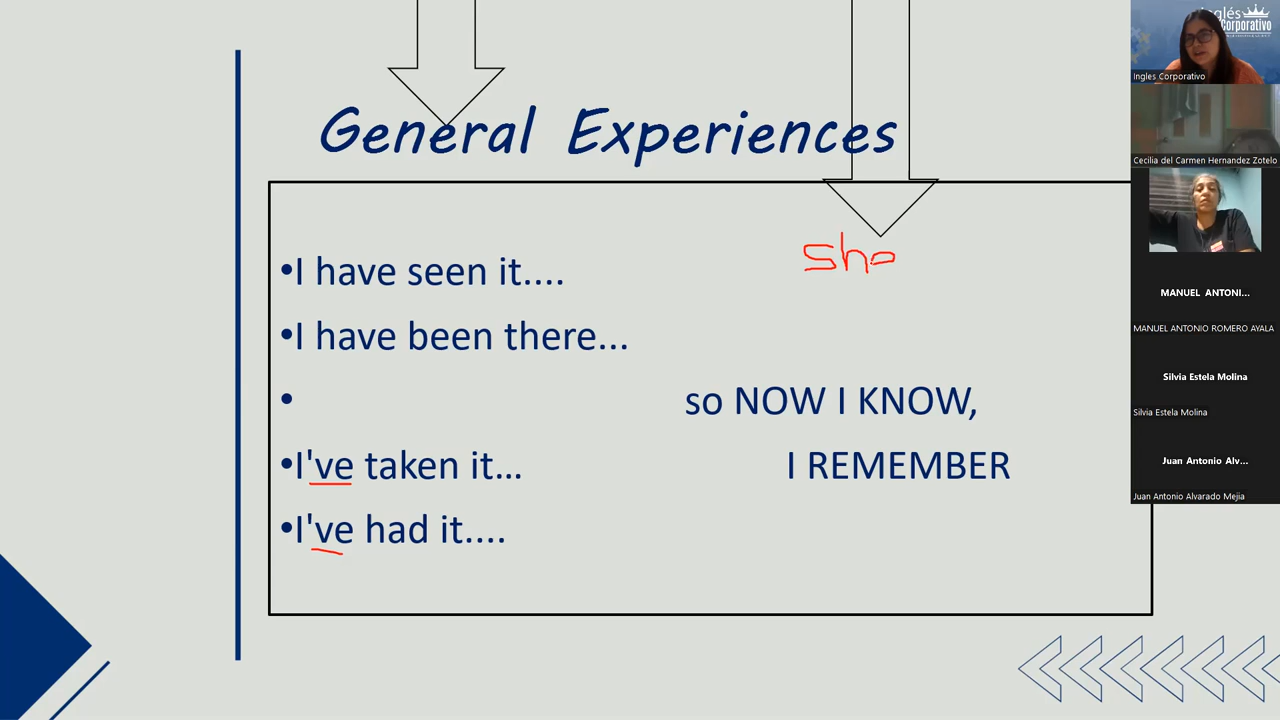 General Experiences
sho
•I have seen it....
•I have been there...
• so NOW I KNOW,
•I've taken it... I REMEMBER
•I've had it....
Inglés
Corporativo
Ingles Corporativo
Cecilia del Carmen Hernandez Zotelo
MANUEL ANTONI...
MANUEL ANTONIO ROMERO AYALA
Silvia Estela Molina
Silvia Estela Molina
Juan Antonio Alv...
Juan Antonio Alvarado Mejia